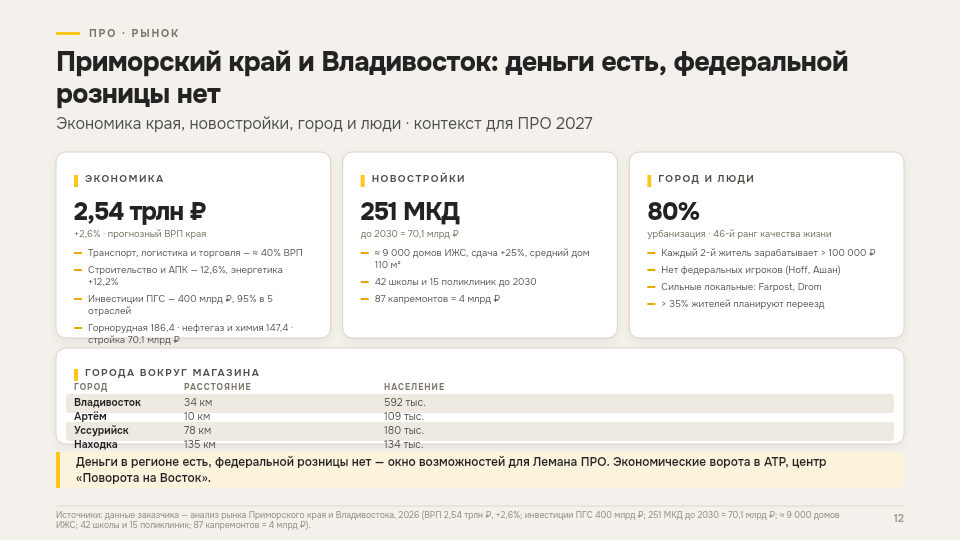 ПРО · РЫНОК
Приморский край и Владивосток: деньги есть, федеральной
розницы нет
Экономика края, новостройки, город и люди · контекст для ПРО 2027
ЭКОНОМИКА
2,54 трлн ₽
+2,6% · прогнозный ВРП края
Транспорт, логистика и торговля — ≈ 40% ВРП
Строительство и АПК — 12,6%, энергетика
+12,2%
Инвестиции ПГС — 400 млрд ₽, 95% в 5
отраслей
Горнорудная 186,4 · нефтегаз и химия 147,4 ·
стройка 70,1 млрд ₽
НОВОСТРОЙКИ
251 МКД
до 2030 = 70,1 млрд ₽
≈ 9 000 домов ИЖС, сдача +25%, средний дом
110 м²
42 школы и 15 поликлиник до 2030
87 капремонтов = 4 млрд ₽
ГОРОД И ЛЮДИ
80%
урбанизация · 46-й ранг качества жизни
Каждый 2-й житель зарабатывает > 100 000 ₽
Нет федеральных игроков (Hoff, Ашан)
Сильные локальные: Farpost, Drom
> 35% жителей планируют переезд
ГОРОДА ВОКРУГ МАГАЗИНА
ГОРОД РАССТОЯНИЕ НАСЕЛЕНИЕ
Владивосток 34 км 592 тыс.
Артём 10 км 109 тыс.
Уссурийск 78 км 180 тыс.
Находка 135 км 134 тыс.
Деньги в регионе есть, федеральной розницы нет — окно возможностей для Лемана ПРО. Экономические ворота в АТР, центр
«Поворота на Восток».
Источники: данные заказчика — анализ рынка Приморского края и Владивостока, 2026 (ВРП 2,54 трлн ₽, +2,6%; инвестиции ПГС 400 млрд ₽; 251 МКД до 2030 = 70,1 млрд ₽; ≈ 9 000 домов
ИЖС; 42 школы и 15 поликлиник; 87 капремонтов = 4 млрд ₽).
12